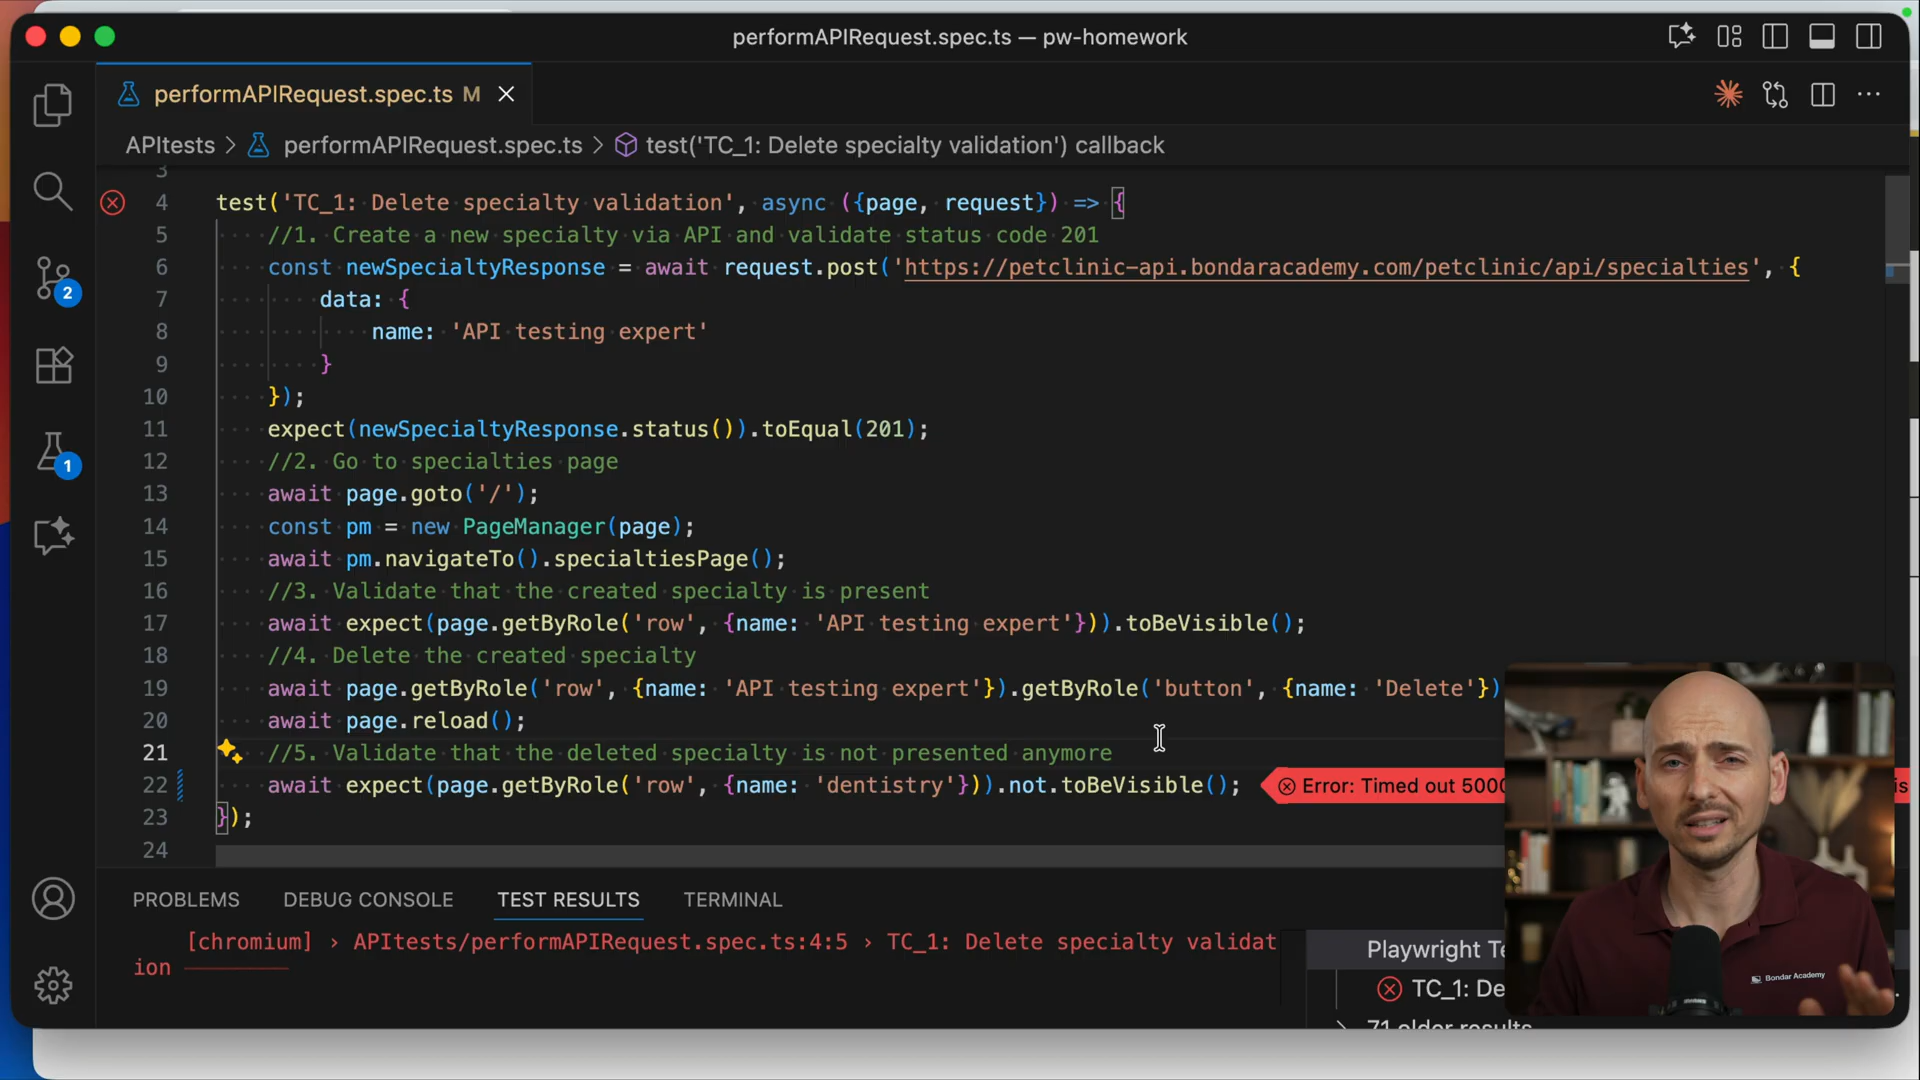 performAPIRequest.spec.ts — pw-homework
performAPIRequest.spec.ts M
APItests > performAPIRequest.spec.ts > test('TC_1: Delete specialty validation') callback
3
4 test('TC_1: Delete specialty validation', async ({page, request}) => {
5 //1. Create a new specialty via API and validate status code 201
6 const newSpecialtyResponse = await request.post('https://petclinic-api.bondaracademy.com/petclinic/api/specialties', {
7 data: {
8 name: 'API testing expert'
9 }
10 });
11 expect(newSpecialtyResponse.status()).toEqual(201);
12 //2. Go to specialties page
13 await page.goto('/');
14 const pm = new PageManager(page);
15 await pm.navigateTo().specialtiesPage();
16 //3. Validate that the created specialty is present
17 await expect(page.getByRole('row', {name: 'API testing expert'})).toBeVisible();
18 //4. Delete the created specialty
19 await page.getByRole('row', {name: 'API testing expert'}).getByRole('button', {name: 'Delete'})
20 await page.reload();
21 //5. Validate that the deleted specialty is not presented anymore
22 await expect(page.getByRole('row', {name: 'dentistry'})).not.toBeVisible(); Error: Timed out 5000
23 });
24
2
1
PROBLEMS DEBUG CONSOLE TEST RESULTS TERMINAL
[chromium] › APItests/performAPIRequest.spec.ts:4:5 › TC_1: Delete specialty validat
ion
Playwright Te
TC_1: De
71 older results
Bondar Academy